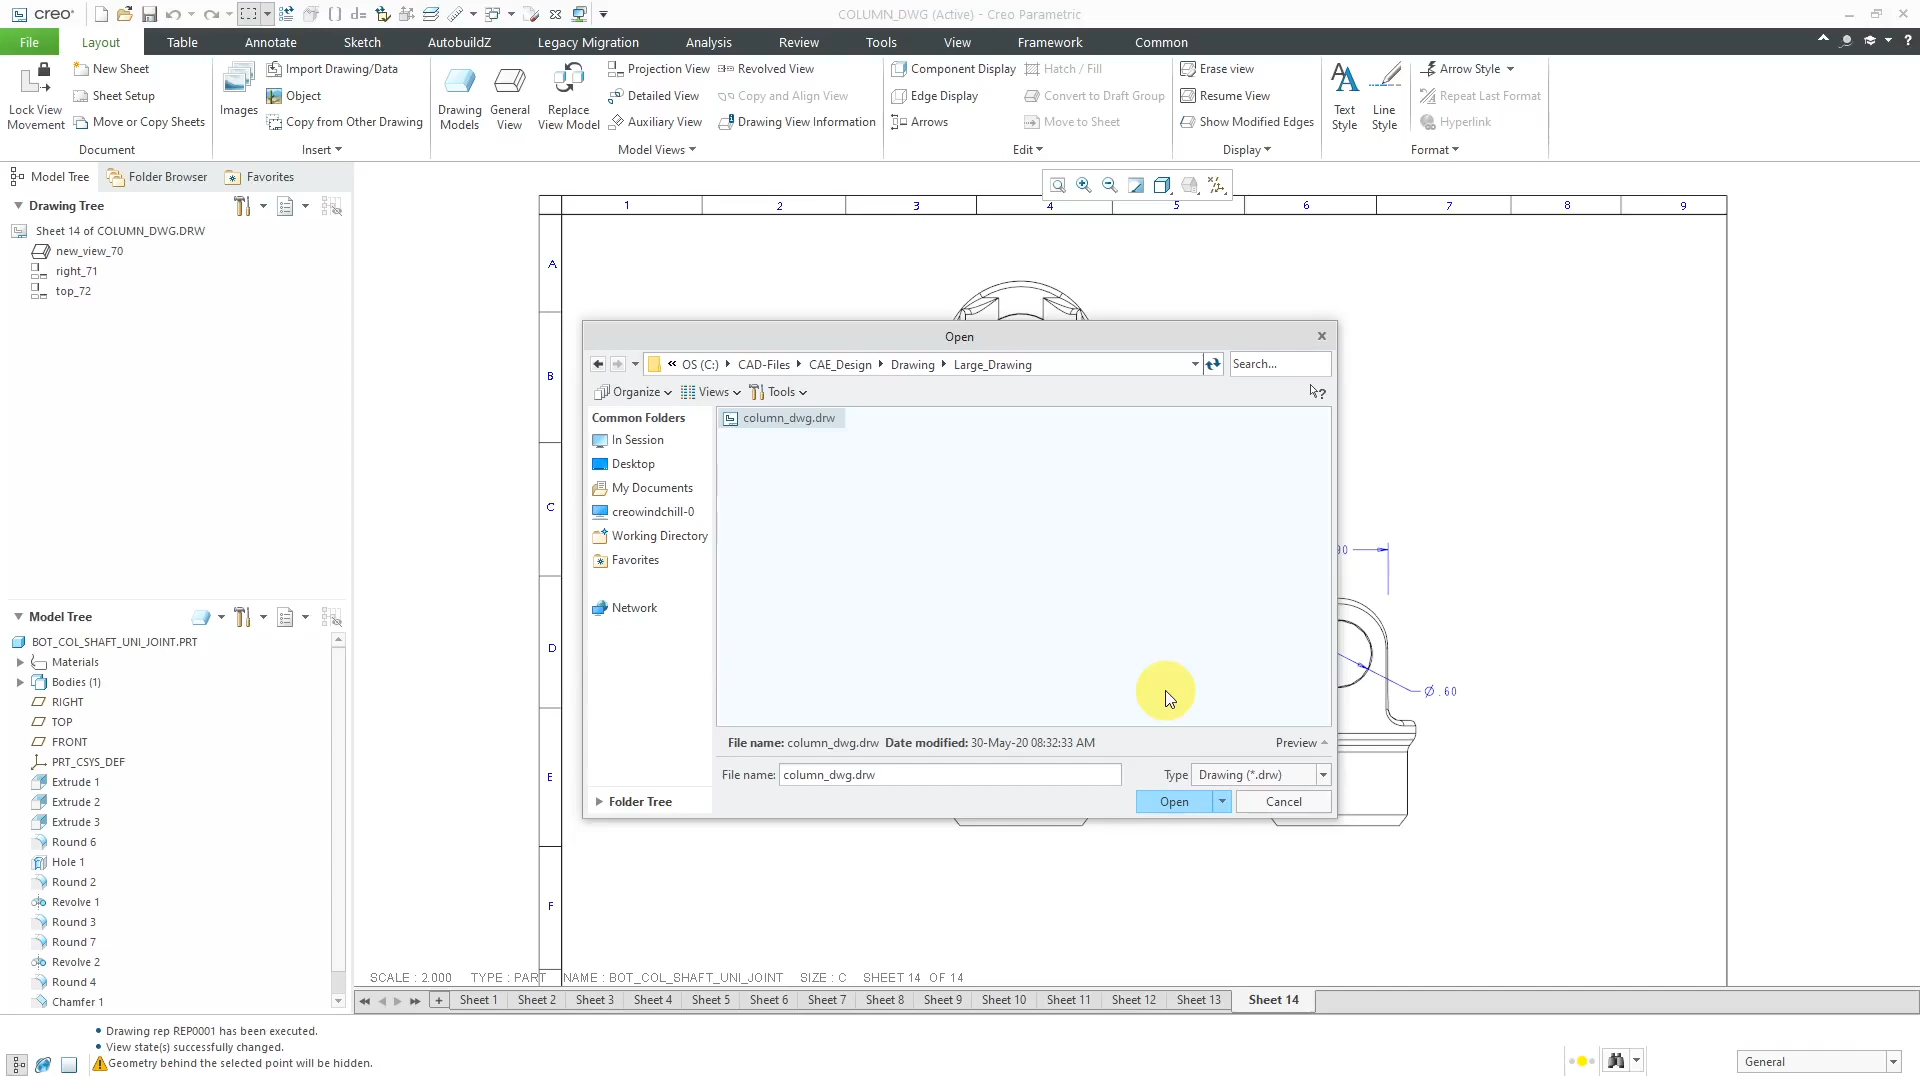 creo
COLUMN_DWG (Active) - Creo Parametric
File
Layout
Table
Annotate
Sketch
AutobuildZ
Legacy Migration
Analysis
Review
Tools
View
Framework
Common
Lock View Movement
New Sheet
Sheet Setup
Move or Copy Sheets
Document
Images
Import Drawing/Data
Object
Copy from Other Drawing
Insert
Drawing Models
General View
Replace View Model
Projection View
Detailed View
Auxiliary View
Revolved View
Copy and Align View
Drawing View Information
Model Views
Component Display
Edge Display
Arrows
Hatch / Fill
Convert to Draft Group
Move to Sheet
Edit
Erase view
Resume View
Show Modified Edges
Display
Text Style
Line Style
Arrow Style
Repeat Last Format
Hyperlink
Format
Model Tree
Folder Browser
Favorites
Drawing Tree
Sheet 14 of COLUMN_DWG.DRW
new_view_70
right_71
top_72
Model Tree
BOT_COL_SHAFT_UNI_JOINT.PRT
Materials
Bodies (1)
RIGHT
TOP
FRONT
PRT_CSYS_DEF
Extrude 1
Extrude 2
Extrude 3
Round 6
Hole 1
Round 2
Revolve 1
Round 3
Round 7
Revolve 2
Round 4
Chamfer 1
1 2 3 4 5 6 7 8 9
A
B
C
D
E
F
Open
« OS (C:) CAD-Files CAE_Design Drawing Large_Drawing
Search...
Organize
Views
Tools
?
Common Folders
In Session
Desktop
My Documents
creowindchill-0
Working Directory
Favorites
Network
Folder Tree
column_dwg.drw
File name: column_dwg.drw Date modified: 30-May-20 08:32:33 AM
Preview
File name: column_dwg.drw
Type Drawing (*.drw)
Open
Cancel
Ø.60
SCALE : 2.000 TYPE : PART NAME : BOT_COL_SHAFT_UNI_JOINT SIZE : C SHEET 14 OF 14
+ Sheet 1 Sheet 2 Sheet 3 Sheet 4 Sheet 5 Sheet 6 Sheet 7 Sheet 8 Sheet 9 Sheet 10 Sheet 11 Sheet 12 Sheet 13 Sheet 14
• Drawing rep REP0001 has been executed.
• View state(s) successfully changed.
Geometry behind the selected point will be hidden.
General